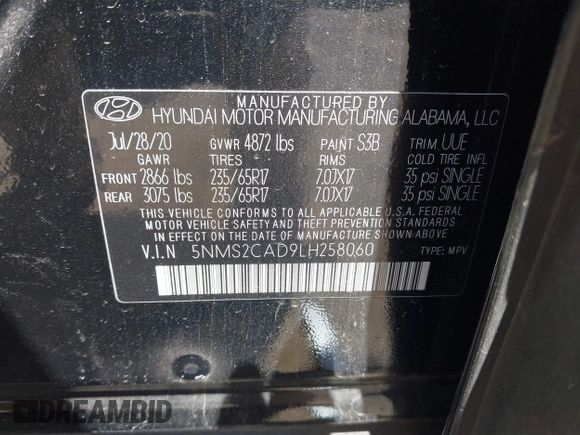 MANUFACTURED BY
HYUNDAI MOTOR MANUFACTURING ALABAMA, LLC
Jul/28/20 GVWR 4872 lbs PAINT S3B TRIM UUE
GAWR TIRES RIMS COLD TIRE INFL
FRONT 2866 lbs 235/65R17 7.0JX17 35 psi SINGLE
REAR 3075 lbs 235/65R17 7.0JX17 35 psi SINGLE
THIS VEHICLE CONFORMS TO ALL APPLICABLE U.S.A. FEDERAL
MOTOR VEHICLE SAFETY AND THEFT PREVENTION STANDARDS
IN EFFECT ON THE DATE OF MANUFACTURE SHOWN ABOVE.
V.I.N 5NMS2CAD9LH258060 TYPE: MPV
DREAMBID